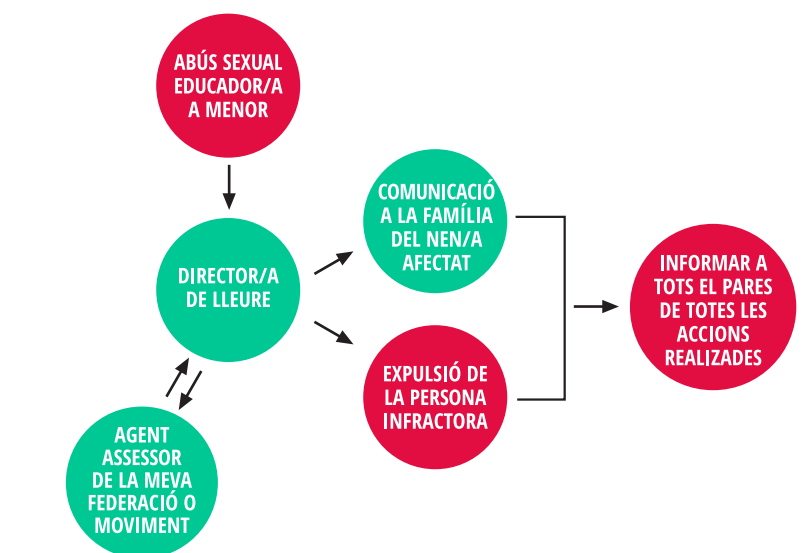 ABÚS SEXUAL
EDUCADOR/A
A MENOR
COMUNICACIÓ
A LA FAMÍLIA
DEL NEN/A
AFECTAT
DIRECTOR/A
DE LLEURE
INFORMAR A
TOTS EL PARES
DE TOTES LES
ACCIONS
REALIZADES
EXPULSIÓ DE
LA PERSONA
INFRACTORA
AGENT
ASSESSOR
DE LA MEVA
FEDERACIÓ O
MOVIMENT